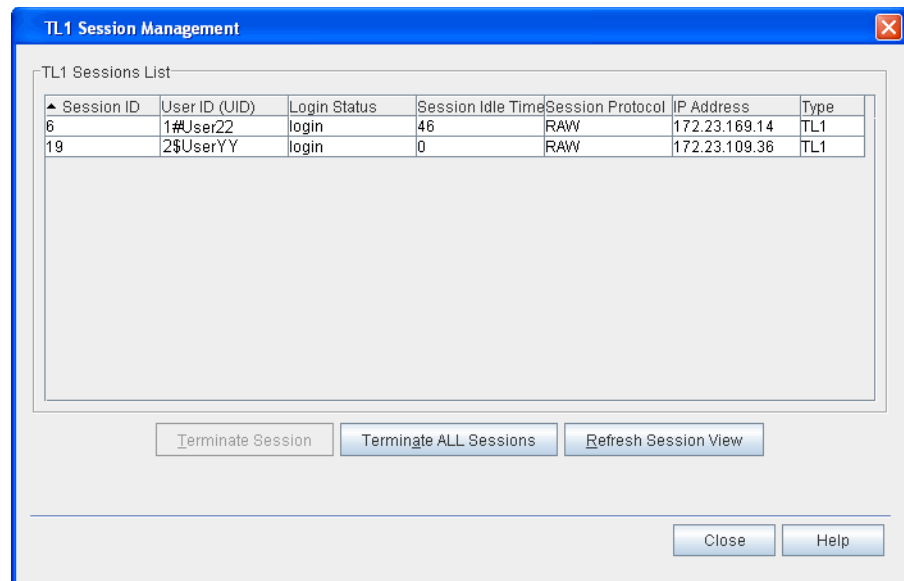 TL1 Session Management
TL1 Sessions List
Session ID User ID (UID) Login Status Session Idle Time Session Protocol IP Address Type
6 1#User22 login 46 RAW 172.23.169.14 TL1
19 2$UserYY login 0 RAW 172.23.109.36 TL1
Terminate Session Terminate ALL Sessions Refresh Session View
Close Help